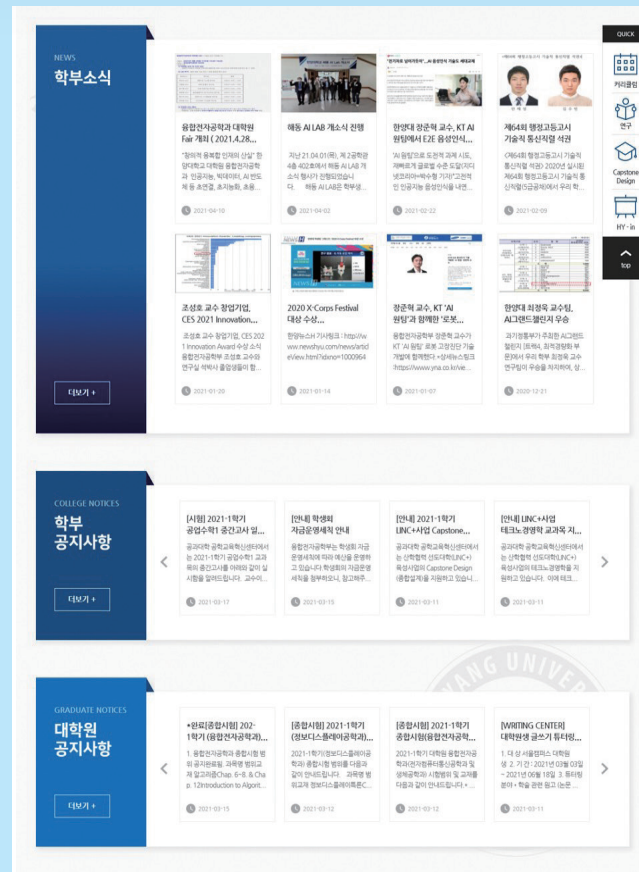 NEWS
학부소식
융합전자공학과 대학원
Fair 개최 ( 2021.4.28...
"창의적 융복합 인재의 산실" 한
양대학교 대학원 융합전자공학
과 인공지능, 빅데이터, AI 반도
체 등 초연결, 초지능화, 초융...
2021-04-10
해동 AI LAB 개소식 진행
지난 21.04.01(목), 제 2공학관
4층 402호에서 해동 AI LAB 개
소식 행사가 진행되었습니
다. 해동 AI LAB은 학부생...
2021-04-02
한양대 장준혁 교수, KT AI
원팀에서 E2E 음성인식...
'AI 원팀'으로 도전적 과제 시도,
재빠르게 글로벌 수준 도달(지디
넷코리아=박수형 기자)"고전적
인 인공지능 음성인식을 내면...
2021-02-22
제64회 행정고등고시
기술직 통신직렬 석권
<제64회 행정고등고시 기술직
통신직렬 석권> 2020년 실시된
제64회 행정고등고시 기술직 통
신직렬(5급공채)에서 우리 학...
2021-02-09
조성호 교수 창업기업,
CES 2021 Innovation,...
조성호 교수 창업기업, CES 202
1 Innovation Award 수상 소식
융합전자공학부 조성호 교수와
연구실 석박사 졸업생들이 합...
2021-01-20
2020 X-Corps Festival
대상 수상...
한양뉴스H 기사링크 : http://w
ww.newshyu.com/news/articl
eView.html?idxno=1000964
2021-01-14
장준혁 교수, KT 'AI
원팀'과 함께한 '로봇...
융합전자공학부 장준혁 교수가
KT 'AI 원팀' 로봇 고장진단 기술
개발에 함께했다.*상세뉴스링크
:https://www.yna.co.kr/vie...
2021-01-07
한양대 최정욱 교수팀,
AI그랜드챌린지 우승
과기정통부가 주최한 AI그랜드
챌린지 [트랙4, 최적경량화 부
문]에서 우리 학부 최정욱 교수
연구팀이 우승을 차지하여, 상...
2020-12-21
더보기 +
QUICK
커리큘럼
연구
Capstone
Design
HY - in
top
COLLEGE NOTICES
학부
공지사항
더보기 +
[시험] 2021-1학기
공업수학1 중간고사 일...
공과대학 공학교육혁신센터에서
는 2021-1학기 공업수학1 교과
목의 중간고사를 아래와 같이 실
시함을 알려드립니다. 교수이...
2021-03-17
[안내] 학생회
자금운영세칙 안내
융합전자공학부는 학생회 자금
운영세칙에 따라 예산을 운영하
고 있습니다.학생회의 자금운영
세칙을 첨부하오니, 참고해주...
2021-03-15
[안내] 2021-1학기
LINC+사업 Capstone...
공과대학 공학교육혁신센터에서
는 산학협력 선도대학(LINC+)
육성사업의 Capstone Design
(종합설계)을 지원하고 있습니...
2021-03-11
[안내] LINC+사업
테크노경영학 교과목 지...
공과대학 공학교육혁신센터에서
는 산학협력 선도대학(LINC+)
육성사업의 테크노경영학을 지
원하고 있습니다. 이에 테크...
2021-03-11
GRADUATE NOTICES
대학원
공지사항
더보기 +
*완료[종합시험] 202-
1학기 (융합전자공학과)...
1. 융합전자공학과 종합시험 범
위 공지완료됨. 과목명 범위교
재 알고리즘Chap. 6~8. & Cha
p. 12Introduction to Algorit...
2021-03-15
[종합시험] 2021-1학기
(정보디스플레이공학과)...
2021-1학기(정보디스플레이공
학과) 종합시험 범위를 다음과
같이 안내드립니다. 과목명 범
위교재 정보디스플레이특론C...
2021-03-12
[종합시험] 2021-1학기
종합시험(융합전자공학...
2021-1학기 대학원 융합전자공
학과(전자컴퓨터통신공학과 및
생체공학과) 시험범위 및 교재를
다음과 같이 안내드립니다.* ...
2021-03-12
[WRITING CENTER]
대학원생 글쓰기 튜터링...
1. 대 상 서울캠퍼스 대학원
생 2. 기 간 : 2021년 03월 03일
~ 2021년 06월 18일 3. 튜터링
분야 • 학술 관련 원고 (논문 ...
2021-03-11